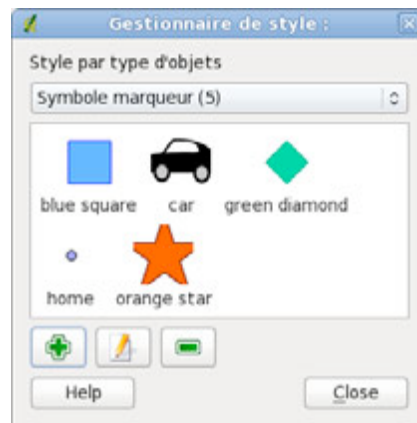 Gestionnaire de style :
Style par type d'objets
Symbole marqueur (5)
blue square car green diamond
home orange star
Help Close